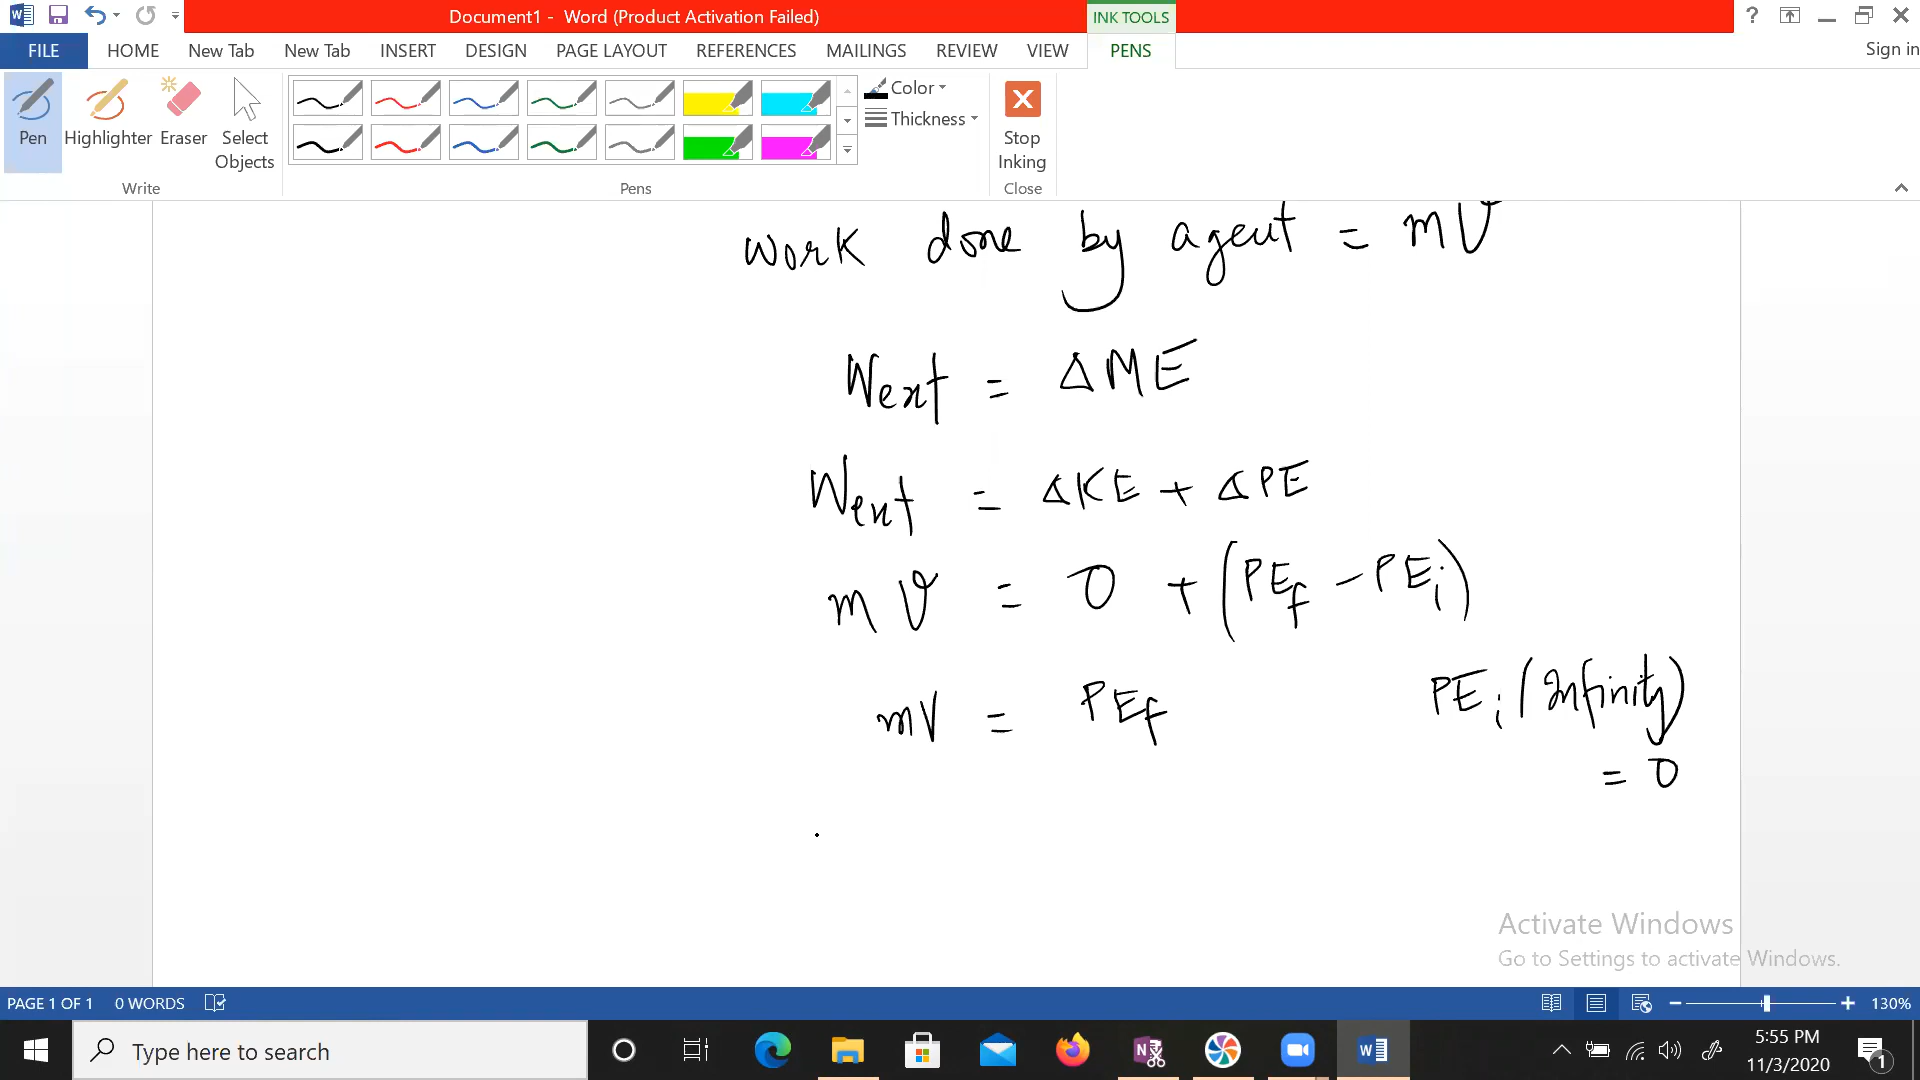 Document1 - Word (Product Activation Failed)
INK TOOLS
?
FILE HOME New Tab New Tab INSERT DESIGN PAGE LAYOUT REFERENCES MAILINGS REVIEW VIEW PENS
Sign in
Pen Highlighter Eraser Select Objects
Color
Thickness
Stop Inking
Write Pens Close
work done by agent = mV
Wext = ΔME
Wext = ΔKE + ΔPE
mV = 0 + (PEf - PEi)
mV = PEf
PEi (Infinity)
= 0
Activate Windows
Go to Settings to activate Windows.
PAGE 1 OF 1 0 WORDS
130%
Type here to search
5:55 PM
11/3/2020
1